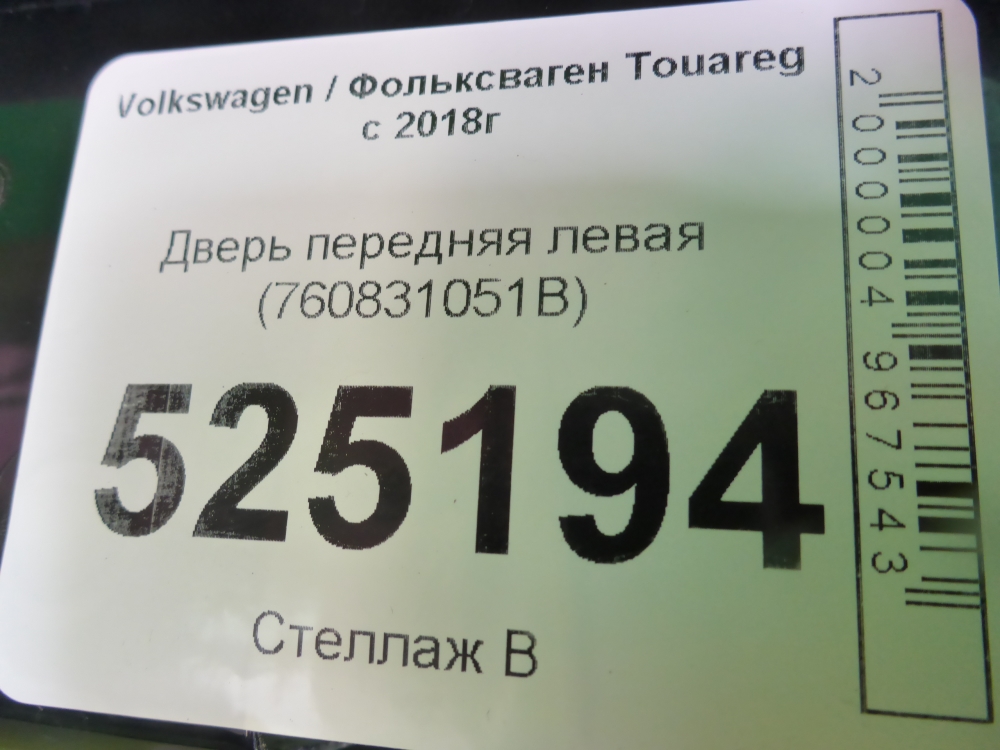 Volkswagen / Фольксваген Touareg
с 2018г
Дверь передняя левая
(760831051B)
525194
Стеллаж В
2000004967543